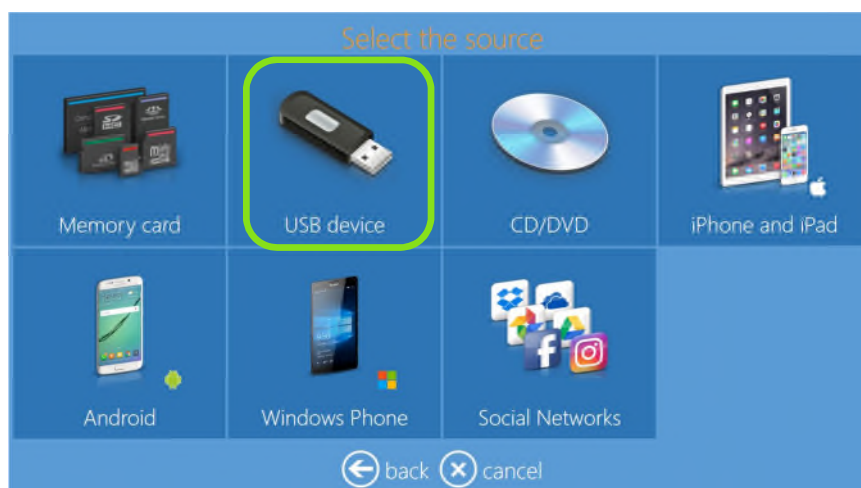 Select the source
Memory card
USB device
CD/DVD
iPhone and iPad
Android
Windows Phone
Social Networks
back cancel